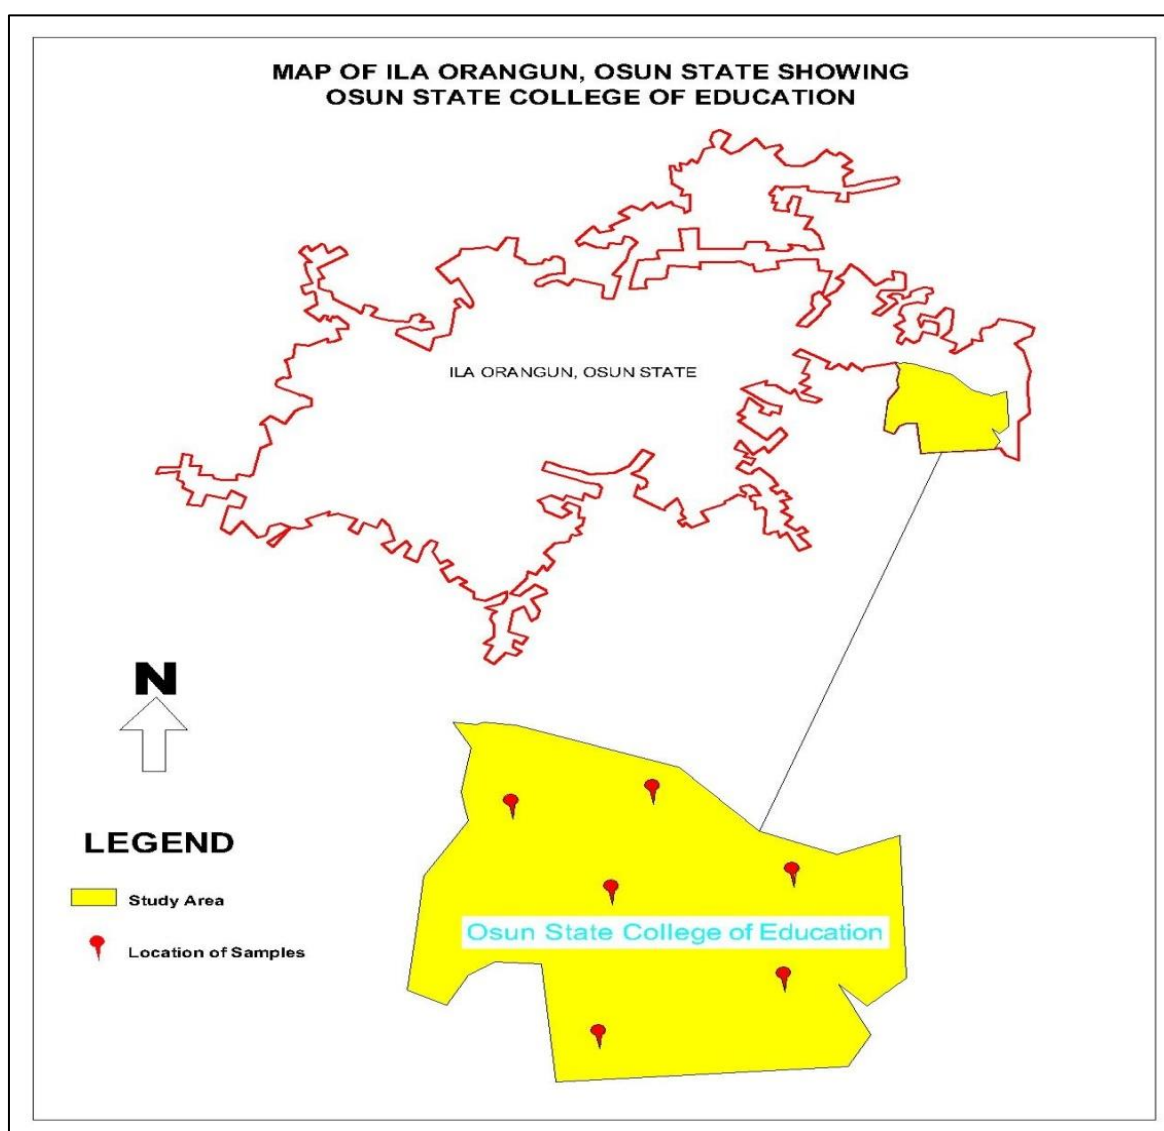 MAP OF ILA ORANGUN, OSUN STATE SHOWING
OSUN STATE COLLEGE OF EDUCATION
ILA ORANGUN, OSUN STATE
N
LEGEND
Study Area
Location of Samples
Osun State College of Education